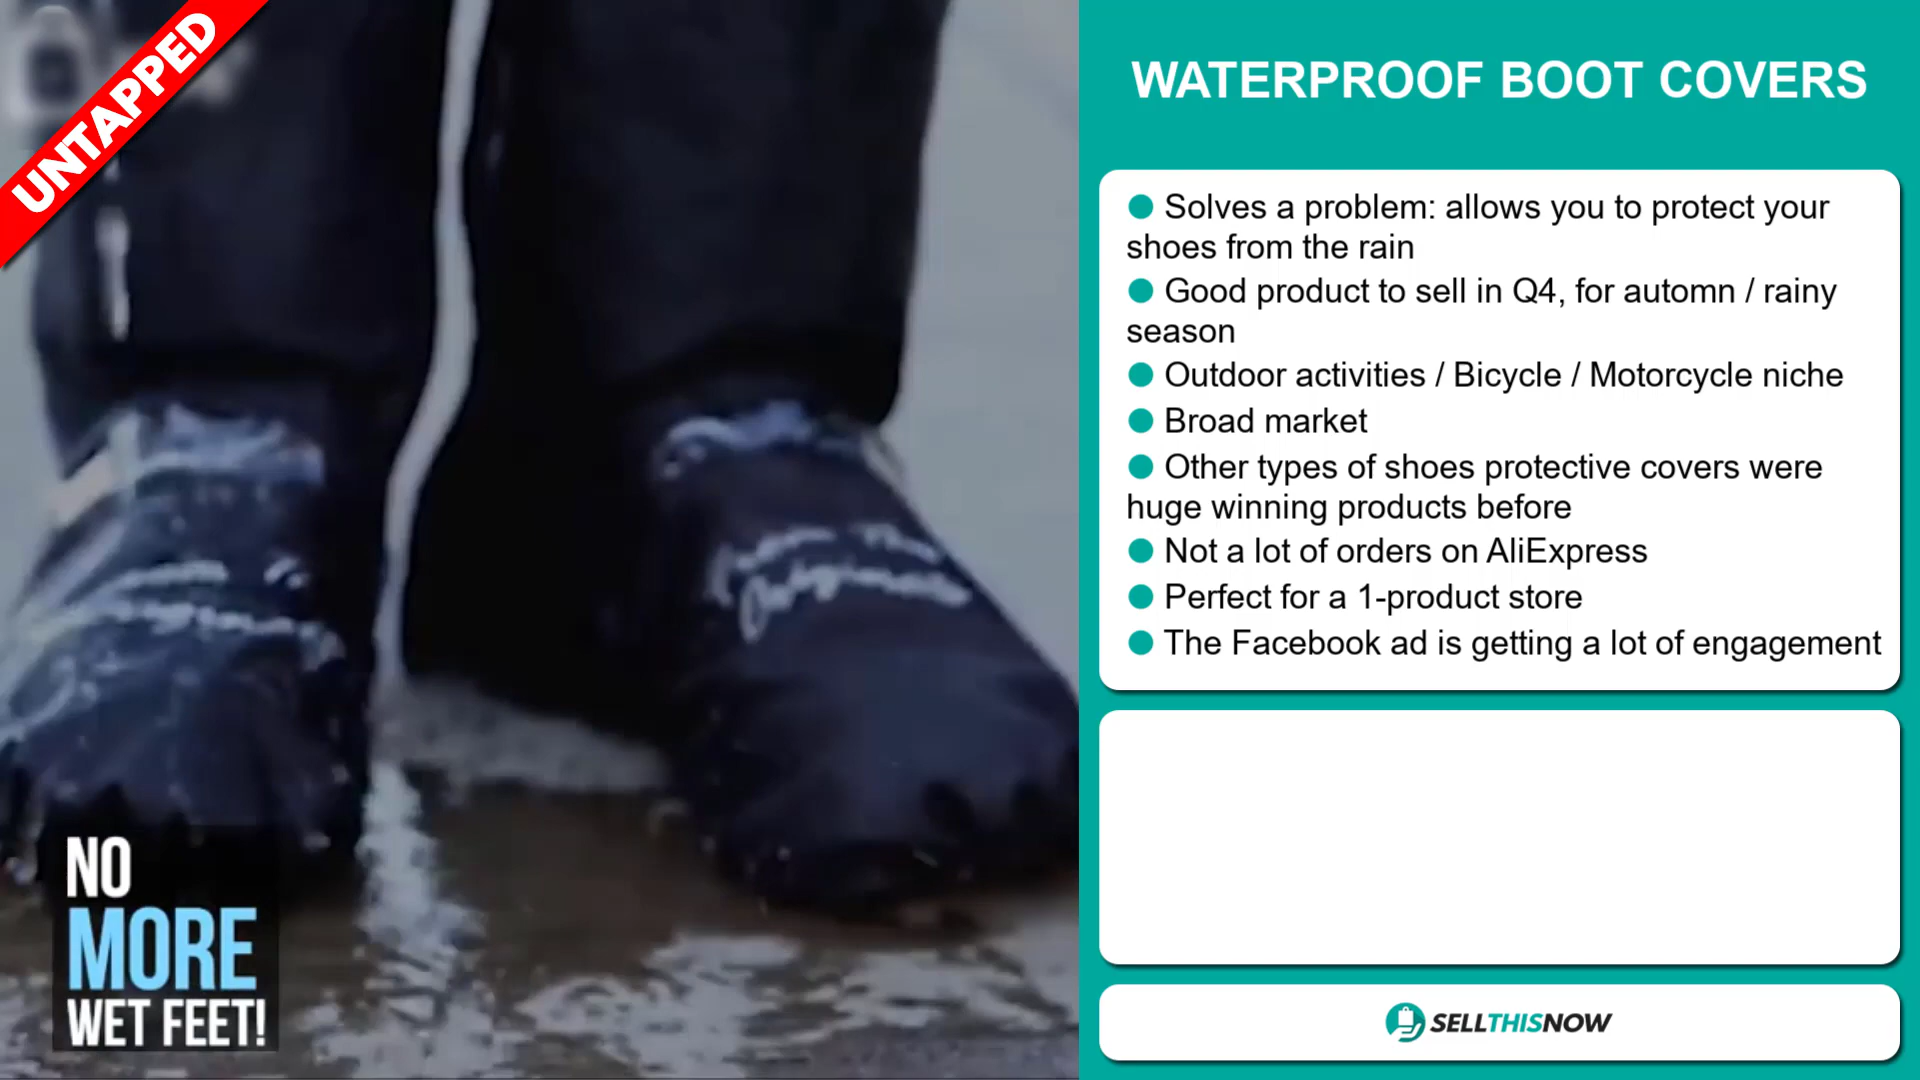 UNTAPPED
NO
MORE
WET FEET!
WATERPROOF BOOT COVERS
● Solves a problem: allows you to protect your
shoes from the rain
● Good product to sell in Q4, for automn / rainy
season
● Outdoor activities / Bicycle / Motorcycle niche
● Broad market
● Other types of shoes protective covers were
huge winning products before
● Not a lot of orders on AliExpress
● Perfect for a 1-product store
● The Facebook ad is getting a lot of engagement
SELLTHISNOW